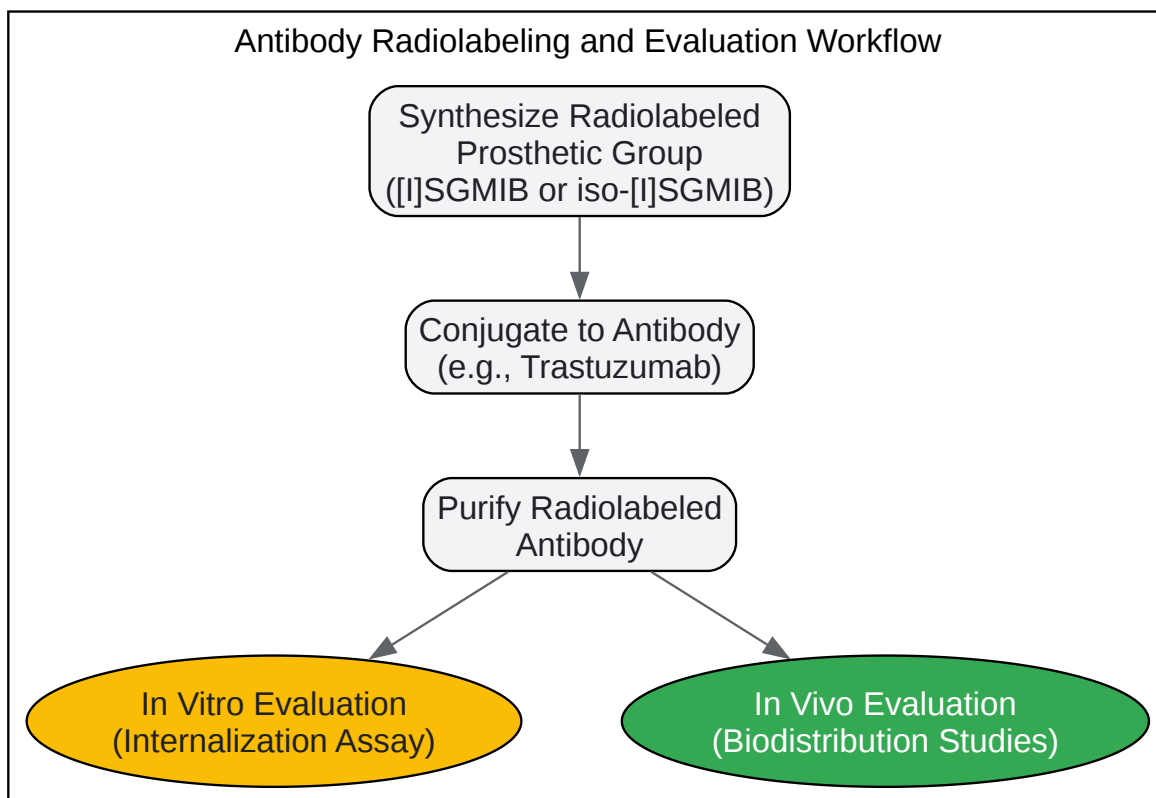 Antibody Radiolabeling and Evaluation Workflow
Synthesize Radiolabeled
Prosthetic Group
([I]SGMIB or iso-[I]SGMIB)
Conjugate to Antibody
(e.g., Trastuzumab)
Purify Radiolabeled
Antibody
In Vitro Evaluation
(Internalization Assay)
In Vivo Evaluation
(Biodistribution Studies)